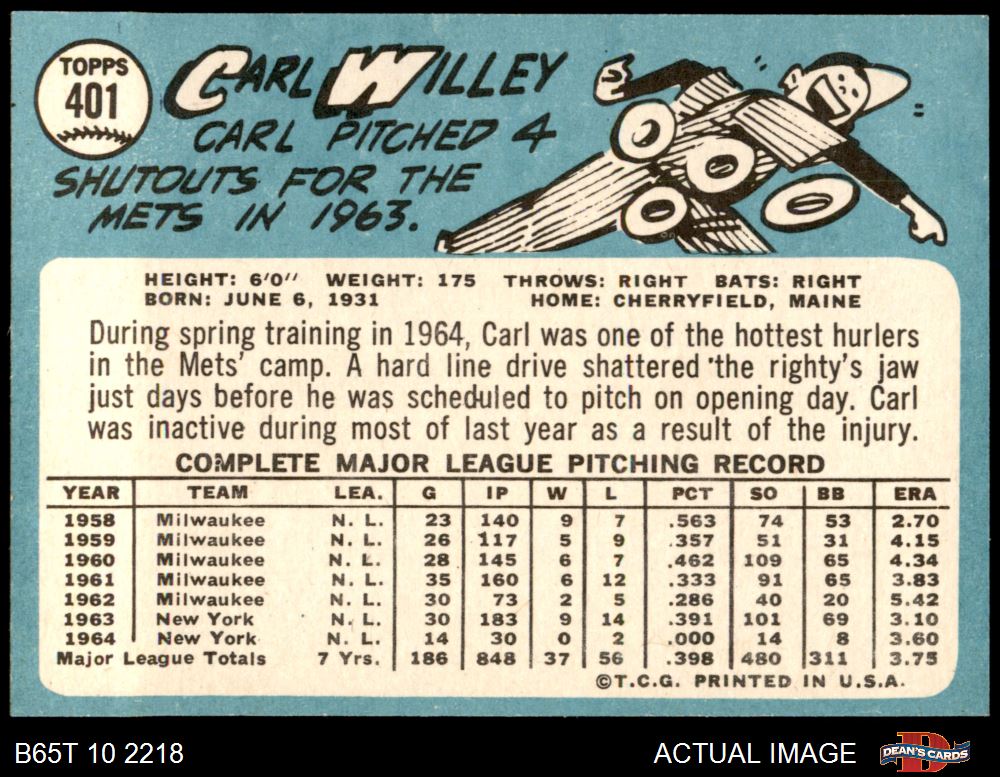 TOPPS
401
CARL WILLEY
CARL PITCHED 4
SHUTOUTS FOR THE
METS IN 1963.
HEIGHT: 6'0" WEIGHT: 175 THROWS: RIGHT BATS: RIGHT
BORN: JUNE 6, 1931 HOME: CHERRYFIELD, MAINE
During spring training in 1964, Carl was one of the hottest hurlers
in the Mets' camp. A hard line drive shattered the righty's jaw
just days before he was scheduled to pitch on opening day. Carl
was inactive during most of last year as a result of the injury.
COMPLETE MAJOR LEAGUE PITCHING RECORD
YEAR TEAM LEA. G IP W L PCT SO BB ERA
1958 Milwaukee N. L. 23 140 9 7 .563 74 53 2.70
1959 Milwaukee N. L. 26 117 5 9 .357 51 31 4.15
1960 Milwaukee N. L. 28 145 6 7 .462 109 65 4.34
1961 Milwaukee N. L. 35 160 6 12 .333 91 65 3.83
1962 Milwaukee N. L. 30 73 2 5 .286 40 20 5.42
1963 New York N. L. 30 183 9 14 .391 101 69 3.10
1964 New York N. L. 14 30 0 2 .000 14 8 3.60
Major League Totals 7 Yrs. 186 848 37 56 .398 480 311 3.75
©T.C.G. PRINTED IN U.S.A.
B65T 10 2218 ACTUAL IMAGE DEAN'S CARDS